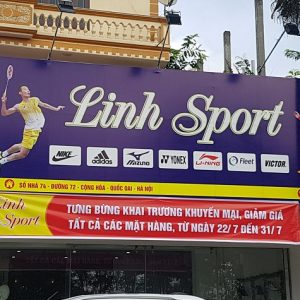 Linh Sport
NIKE
adidas
MIZUNO
YONEX
LI-NING
Fleet
VICTOR
SỐ NHÀ 74 - ĐƯỜNG 72 - CỘNG HÒA - QUỐC OAI - HÀ NỘI
Linh Sport
TƯNG BỪNG KHAI TRƯƠNG KHUYẾN MẠI, GIẢM GIÁ
TẤT CẢ CÁC MẶT HÀNG, TỪ NGÀY 22/7 ĐẾN 31/7